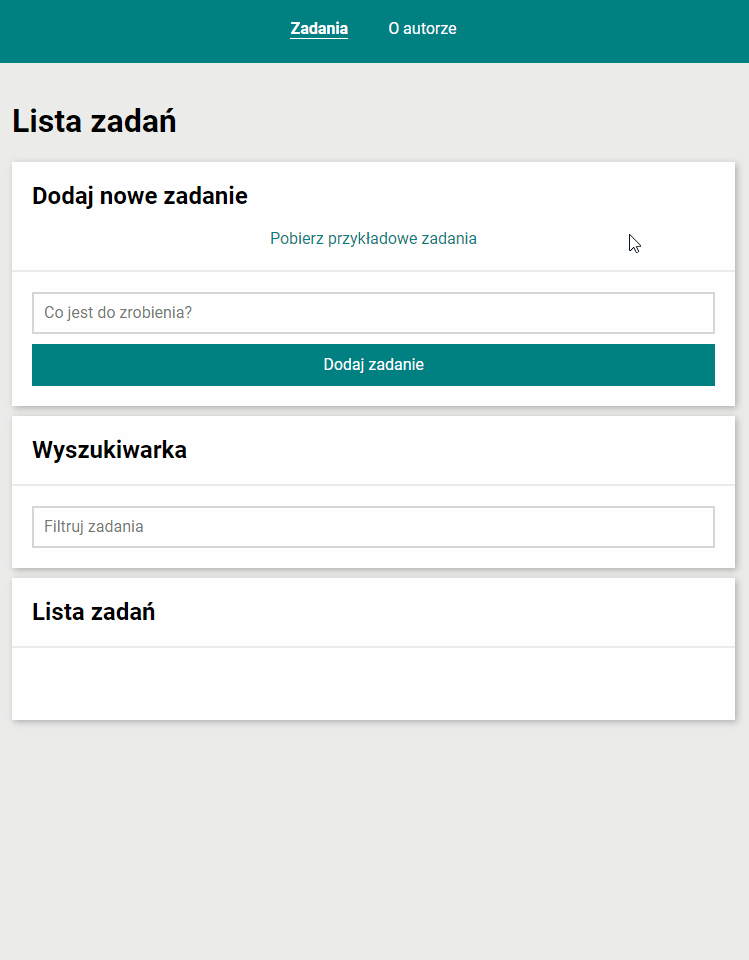 Zadania O autorze
Lista zadań
Dodaj nowe zadanie
Pobierz przykładowe zadania
Co jest do zrobienia?
Dodaj zadanie
Wyszukiwarka
Filtruj zadania
Lista zadań